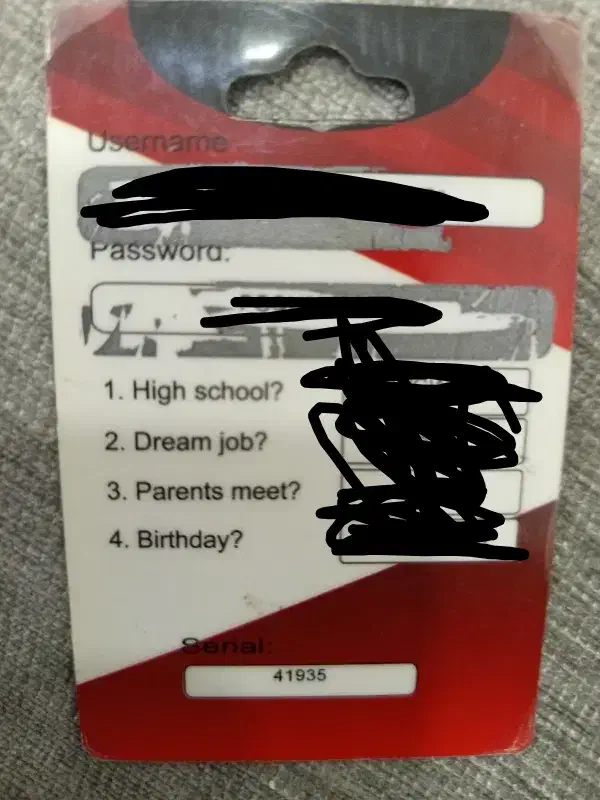 Username
Password:
1. High school?
2. Dream job?
3. Parents meet?
4. Birthday?
Serial:
41935